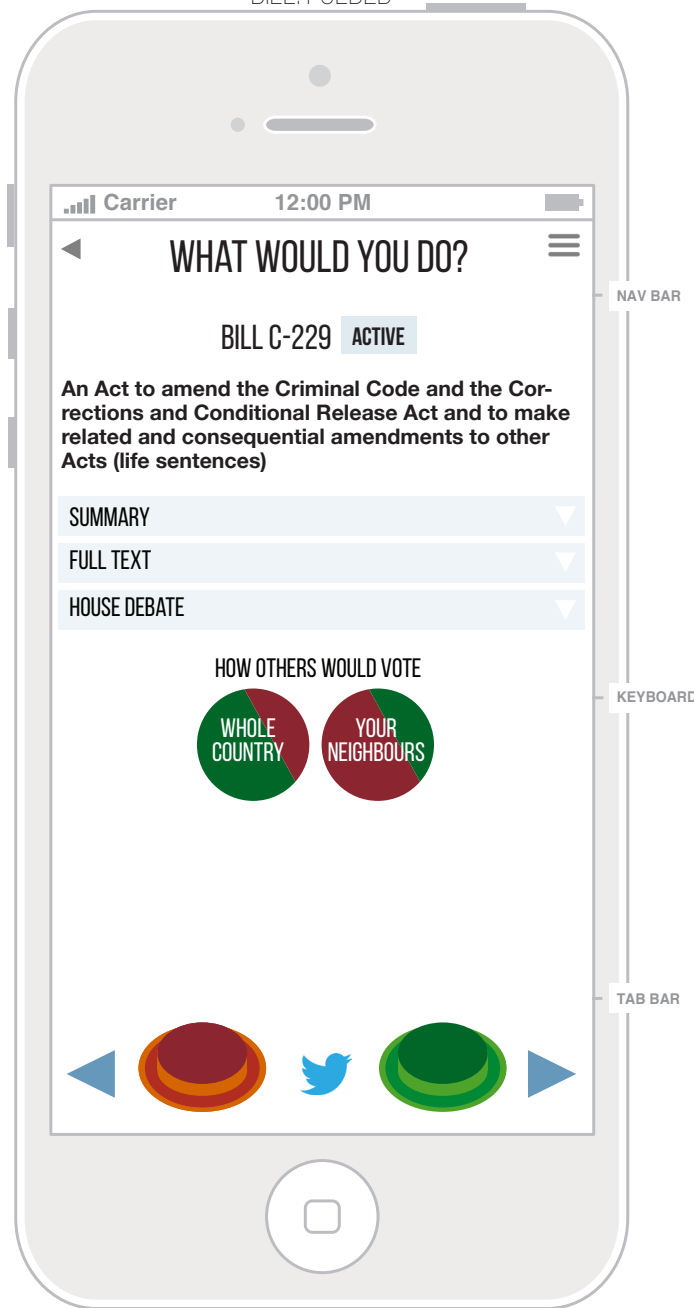 BILL: FOLDED
Carrier 12:00 PM
WHAT WOULD YOU DO?
NAV BAR
BILL C-229 ACTIVE
An Act to amend the Criminal Code and the Cor-
rections and Conditional Release Act and to make
related and consequential amendments to other
Acts (life sentences)
SUMMARY
FULL TEXT
HOUSE DEBATE
HOW OTHERS WOULD VOTE
KEYBOARD
WHOLE
COUNTRY
YOUR
NEIGHBOURS
TAB BAR